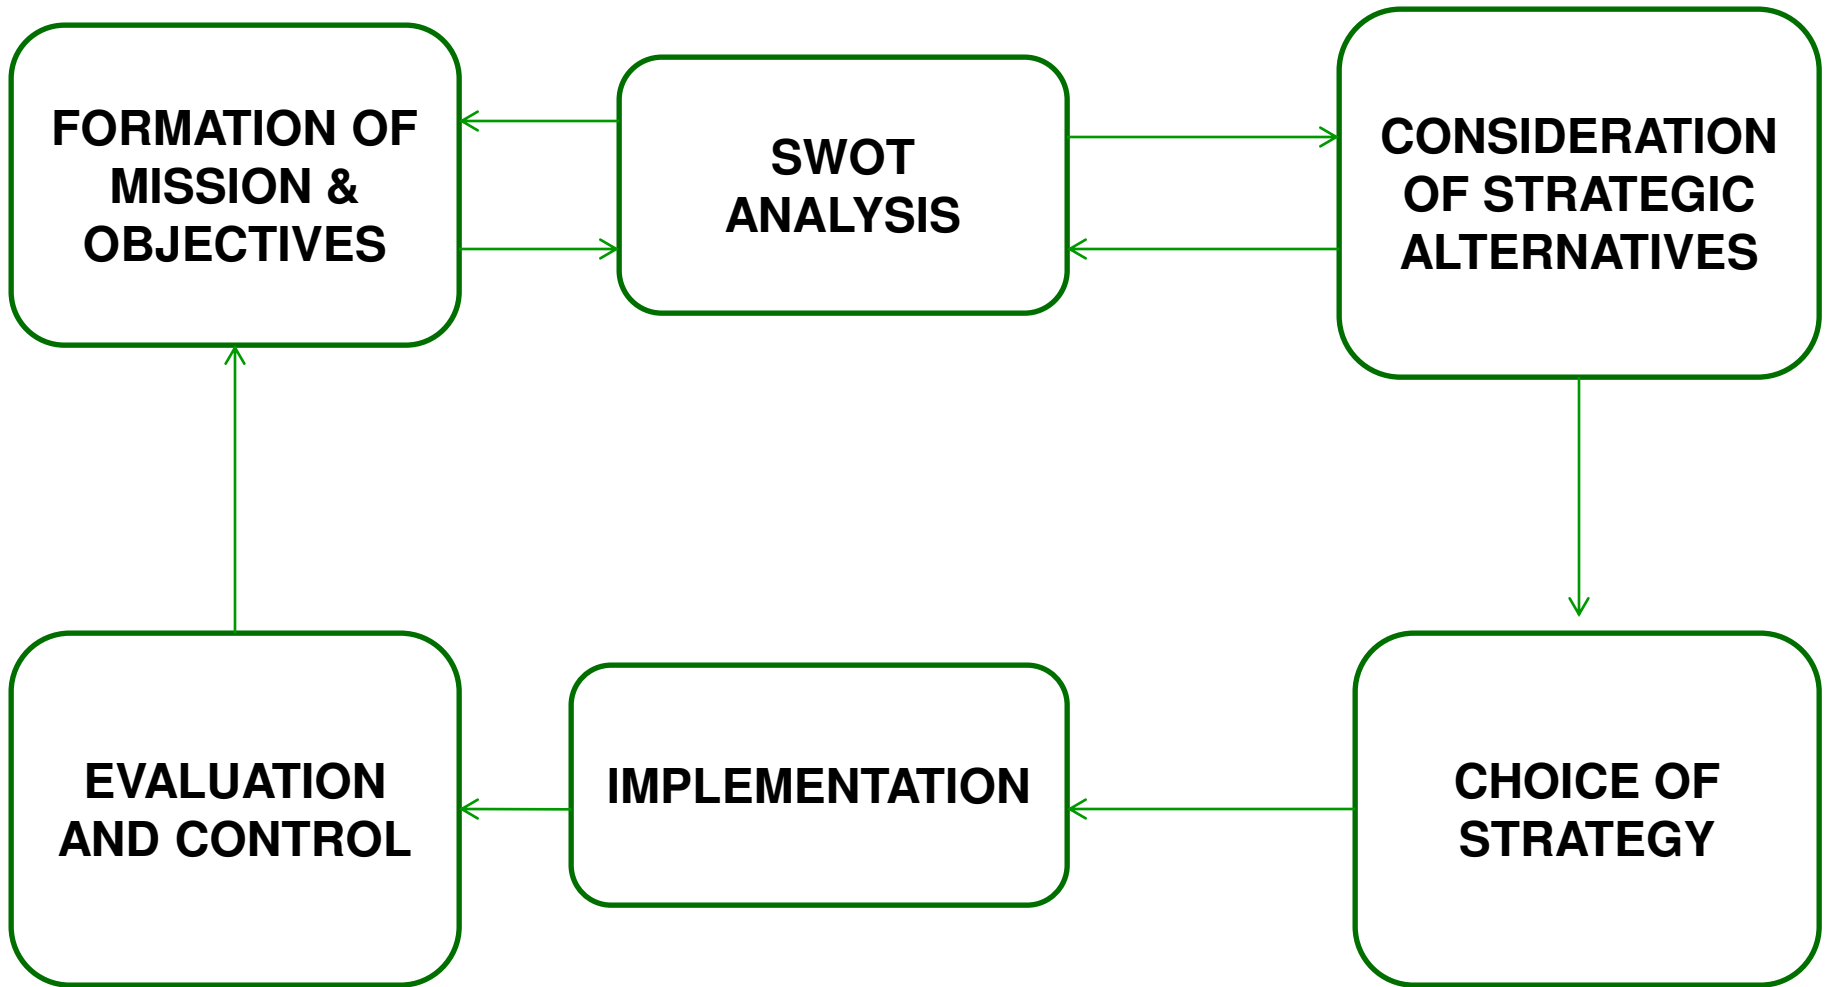 FORMATION OF
MISSION &
OBJECTIVES
SWOT
ANALYSIS
CONSIDERATION
OF STRATEGIC
ALTERNATIVES
EVALUATION
AND CONTROL
IMPLEMENTATION
CHOICE OF
STRATEGY